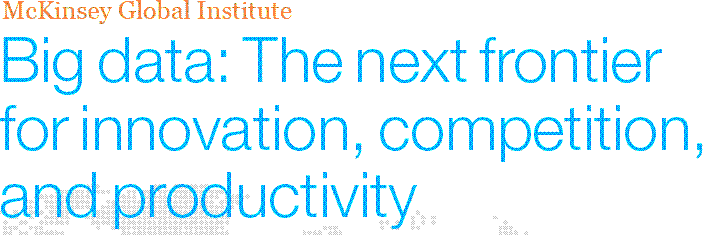 McKinsey Global Institute
Big data: The next frontier
for innovation, competition,
and productivity